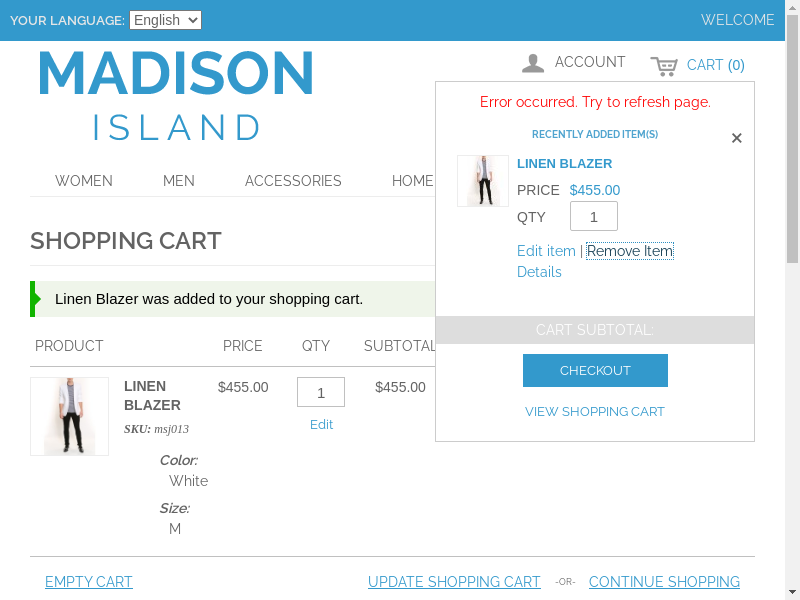 YOUR LANGUAGE: English WELCOME
MADISON
ISLAND
ACCOUNT CART (0)
WOMEN MEN ACCESSORIES HOME
Error occurred. Try to refresh page.
RECENTLY ADDED ITEM(S) ×
LINEN BLAZER
PRICE $455.00
QTY 1
Edit item | Remove Item
Details
CART SUBTOTAL:
CHECKOUT
VIEW SHOPPING CART
SHOPPING CART
Linen Blazer was added to your shopping cart.
PRODUCT PRICE QTY SUBTOTAL
LINEN BLAZER $455.00 1 $455.00
SKU: msj013 Edit
Color:
White
Size:
M
EMPTY CART UPDATE SHOPPING CART -OR- CONTINUE SHOPPING